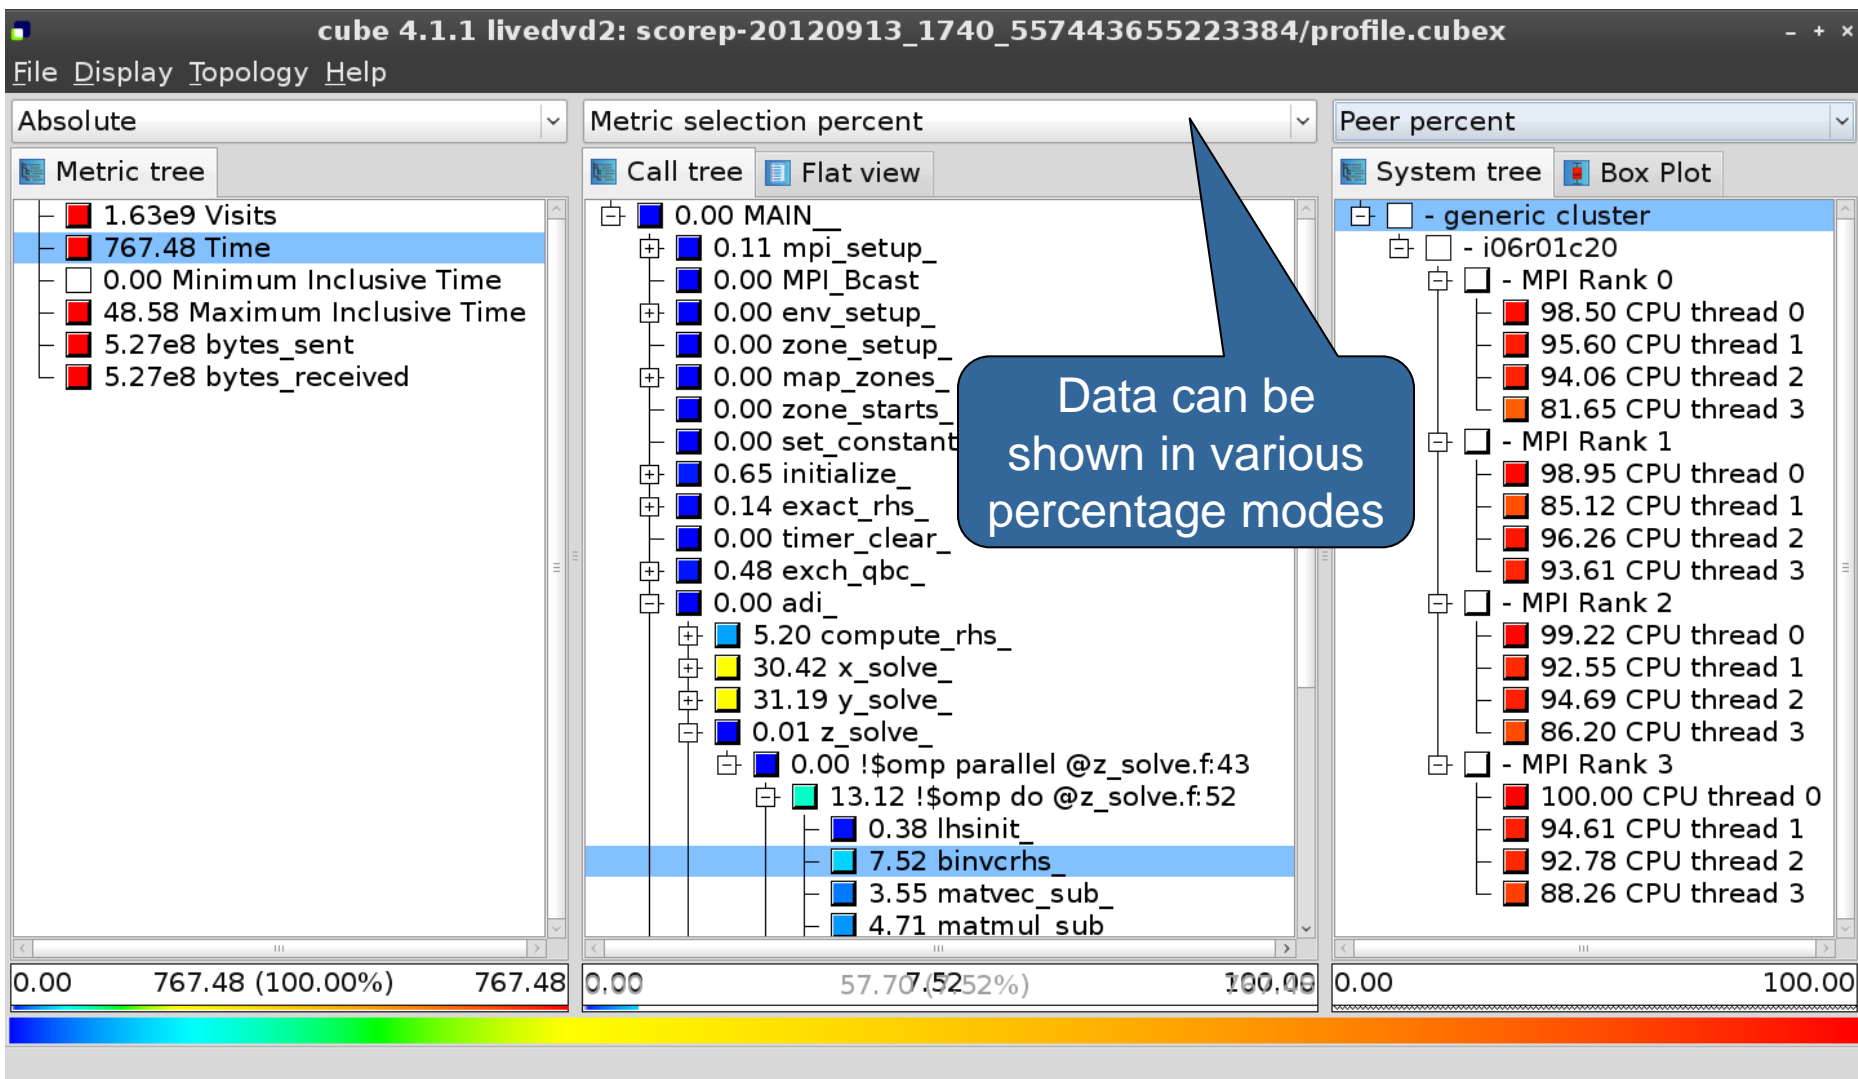 cube 4.1.1 livedvd2: scorep-20120913_1740_557443655223384/profile.cubex
File Display Topology Help
Absolute
Metric tree
1.63e9 Visits
767.48 Time
0.00 Minimum Inclusive Time
48.58 Maximum Inclusive Time
5.27e8 bytes_sent
5.27e8 bytes_received
0.00 767.48 (100.00%) 767.48
Metric selection percent
Call tree Flat view
0.00 MAIN__
0.11 mpi_setup_
0.00 MPI_Bcast
0.00 env_setup_
0.00 zone_setup_
0.00 map_zones_
0.00 zone_starts_
0.00 set_constant
0.65 initialize_
0.14 exact_rhs_
0.00 timer_clear_
0.48 exch_qbc_
0.00 adi_
5.20 compute_rhs_
30.42 x_solve_
31.19 y_solve_
0.01 z_solve_
0.00 !$omp parallel @z_solve.f:43
13.12 !$omp do @z_solve.f:52
0.38 lhsinit_
7.52 binvcrhs_
3.55 matvec_sub_
4.71 matmul_sub
0.00 7.52 100.00
0.00 57.70 (7.52%) 767.48
Data can be
shown in various
percentage modes
Peer percent
System tree Box Plot
- generic cluster
- i06r01c20
- MPI Rank 0
98.50 CPU thread 0
95.60 CPU thread 1
94.06 CPU thread 2
81.65 CPU thread 3
- MPI Rank 1
98.95 CPU thread 0
85.12 CPU thread 1
96.26 CPU thread 2
93.61 CPU thread 3
- MPI Rank 2
99.22 CPU thread 0
92.55 CPU thread 1
94.69 CPU thread 2
86.20 CPU thread 3
- MPI Rank 3
100.00 CPU thread 0
94.61 CPU thread 1
92.78 CPU thread 2
88.26 CPU thread 3
0.00 100.00